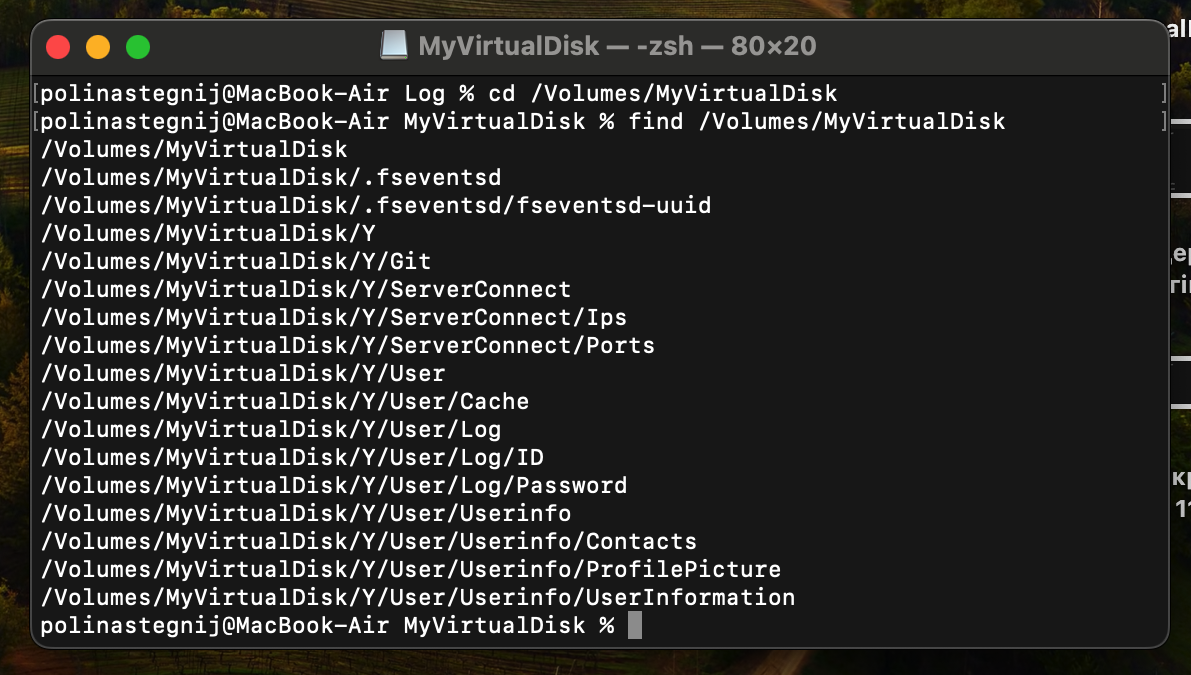 MyVirtualDisk — -zsh — 80×20
[polinastegnij@MacBook-Air Log % cd /Volumes/MyVirtualDisk ]
[polinastegnij@MacBook-Air MyVirtualDisk % find /Volumes/MyVirtualDisk ]
/Volumes/MyVirtualDisk
/Volumes/MyVirtualDisk/.fseventsd
/Volumes/MyVirtualDisk/.fseventsd/fseventsd-uuid
/Volumes/MyVirtualDisk/Y
/Volumes/MyVirtualDisk/Y/Git
/Volumes/MyVirtualDisk/Y/ServerConnect
/Volumes/MyVirtualDisk/Y/ServerConnect/Ips
/Volumes/MyVirtualDisk/Y/ServerConnect/Ports
/Volumes/MyVirtualDisk/Y/User
/Volumes/MyVirtualDisk/Y/User/Cache
/Volumes/MyVirtualDisk/Y/User/Log
/Volumes/MyVirtualDisk/Y/User/Log/ID
/Volumes/MyVirtualDisk/Y/User/Log/Password
/Volumes/MyVirtualDisk/Y/User/Userinfo
/Volumes/MyVirtualDisk/Y/User/Userinfo/Contacts
/Volumes/MyVirtualDisk/Y/User/Userinfo/ProfilePicture
/Volumes/MyVirtualDisk/Y/User/Userinfo/UserInformation
polinastegnij@MacBook-Air MyVirtualDisk %